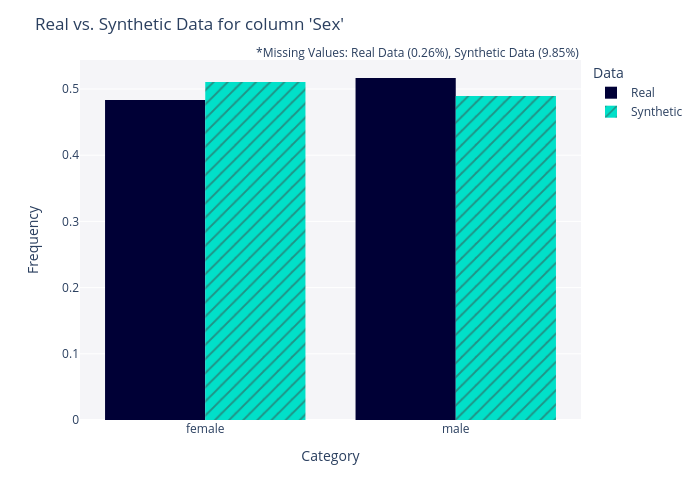 Real vs. Synthetic Data for column 'Sex'
*Missing Values: Real Data (0.26%), Synthetic Data (9.85%)
Data
Real
Synthetic
0.5
0.4
0.3
0.2
0.1
0
Frequency
female
male
Category